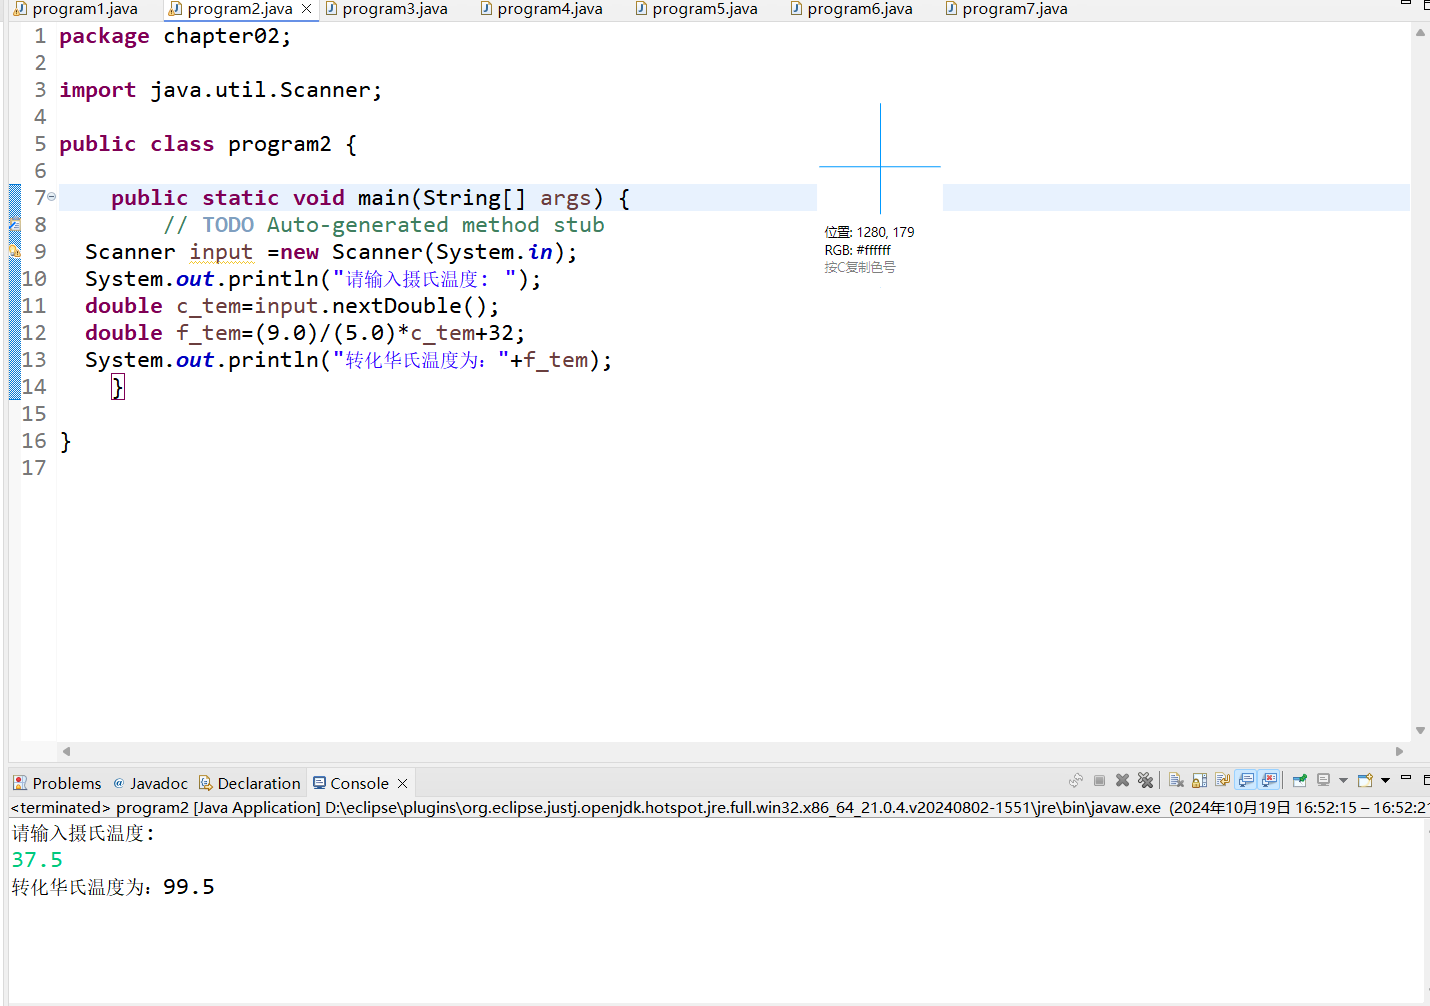 program1.java program2.java program3.java program4.java program5.java program6.java program7.java
1 package chapter02;
2
3 import java.util.Scanner;
4
5 public class program2 {
6
7 public static void main(String[] args) {
8 // TODO Auto-generated method stub
9 Scanner input =new Scanner(System.in);
10 System.out.println("请输入摄氏温度: ");
11 double c_tem=input.nextDouble();
12 double f_tem=(9.0)/(5.0)*c_tem+32;
13 System.out.println("转化华氏温度为："+f_tem);
14 }
15
16 }
17
位置: 1280, 179
RGB: #ffffff
按C复制色号
Problems @ Javadoc Declaration Console
<terminated> program2 [Java Application] D:\eclipse\plugins\org.eclipse.justj.openjdk.hotspot.jre.full.win32.x86_64_21.0.4.v20240802-1551\jre\bin\javaw.exe (2024年10月19日 16:52:15 – 16:52:21
请输入摄氏温度:
37.5
转化华氏温度为：99.5